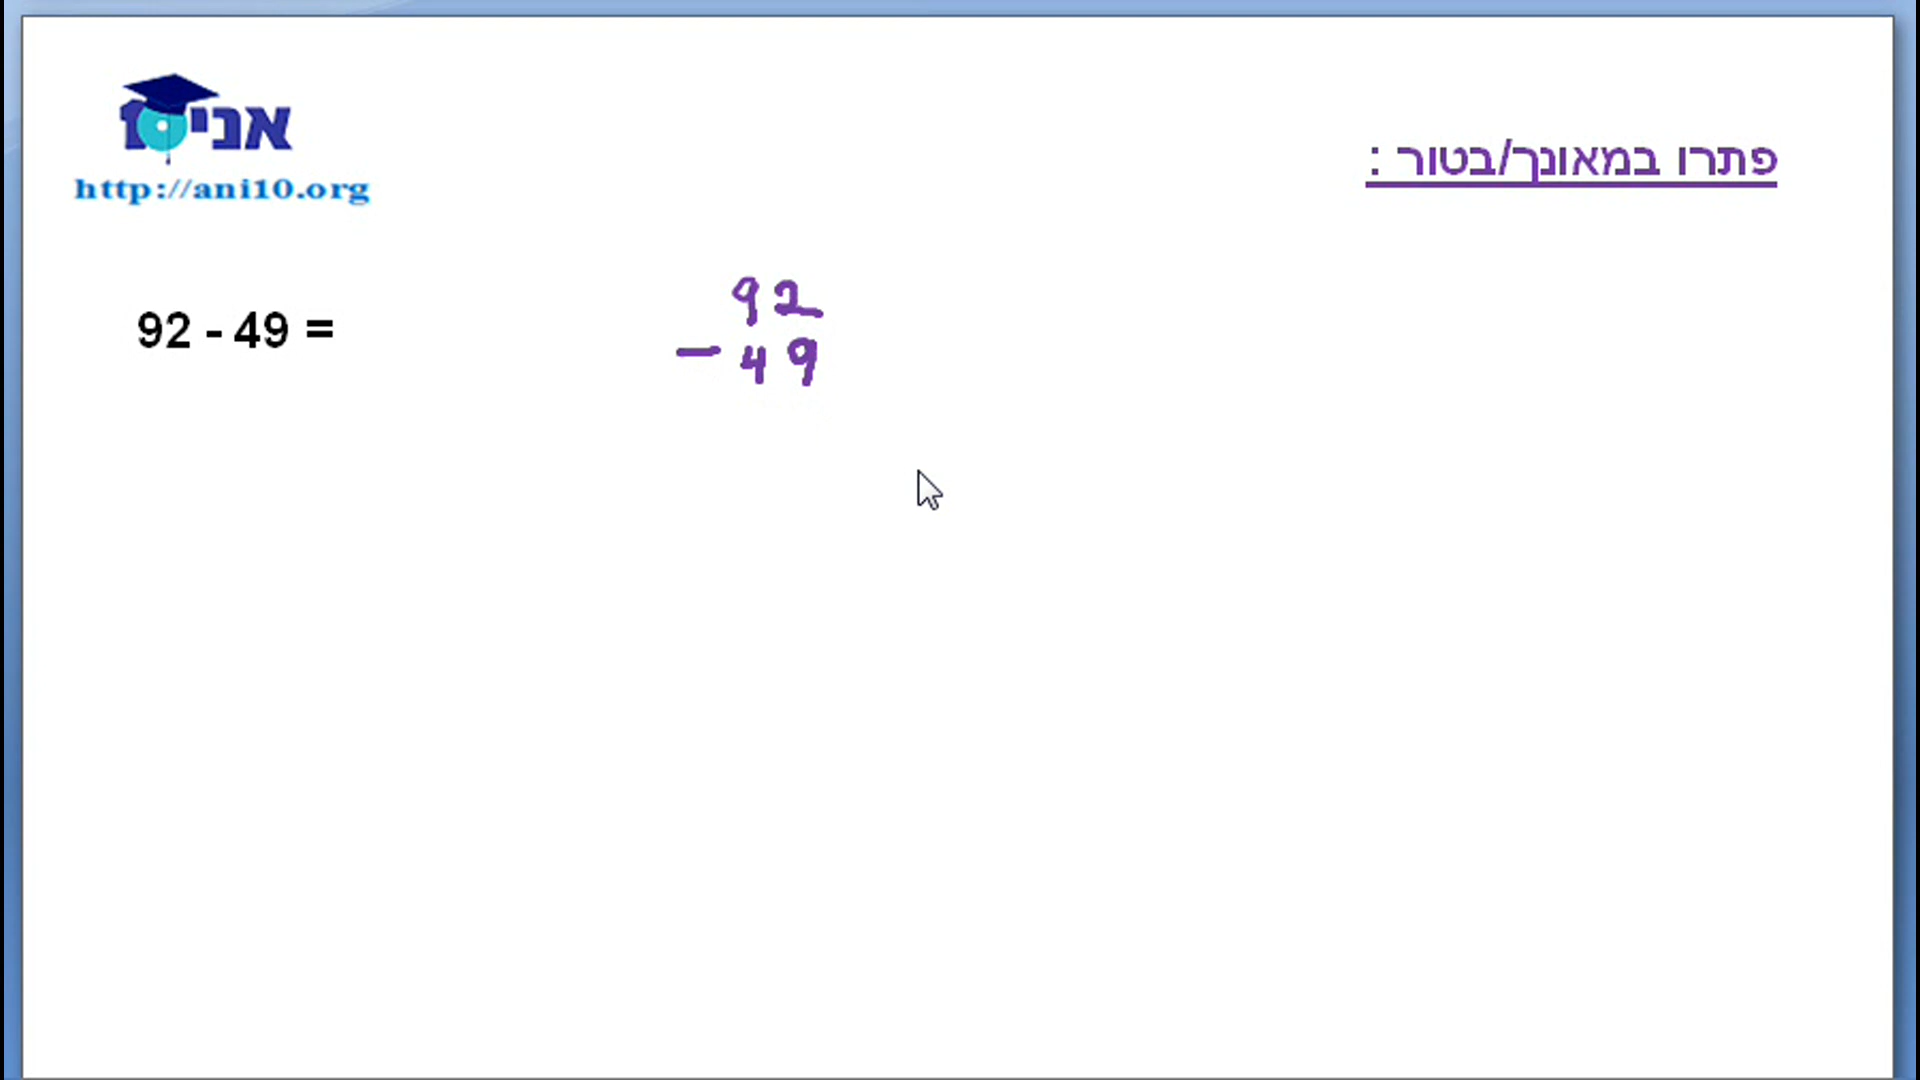 אני10
http://ani10.org
פתרו במאונך/בטור :
92 - 49 =
92
- 49